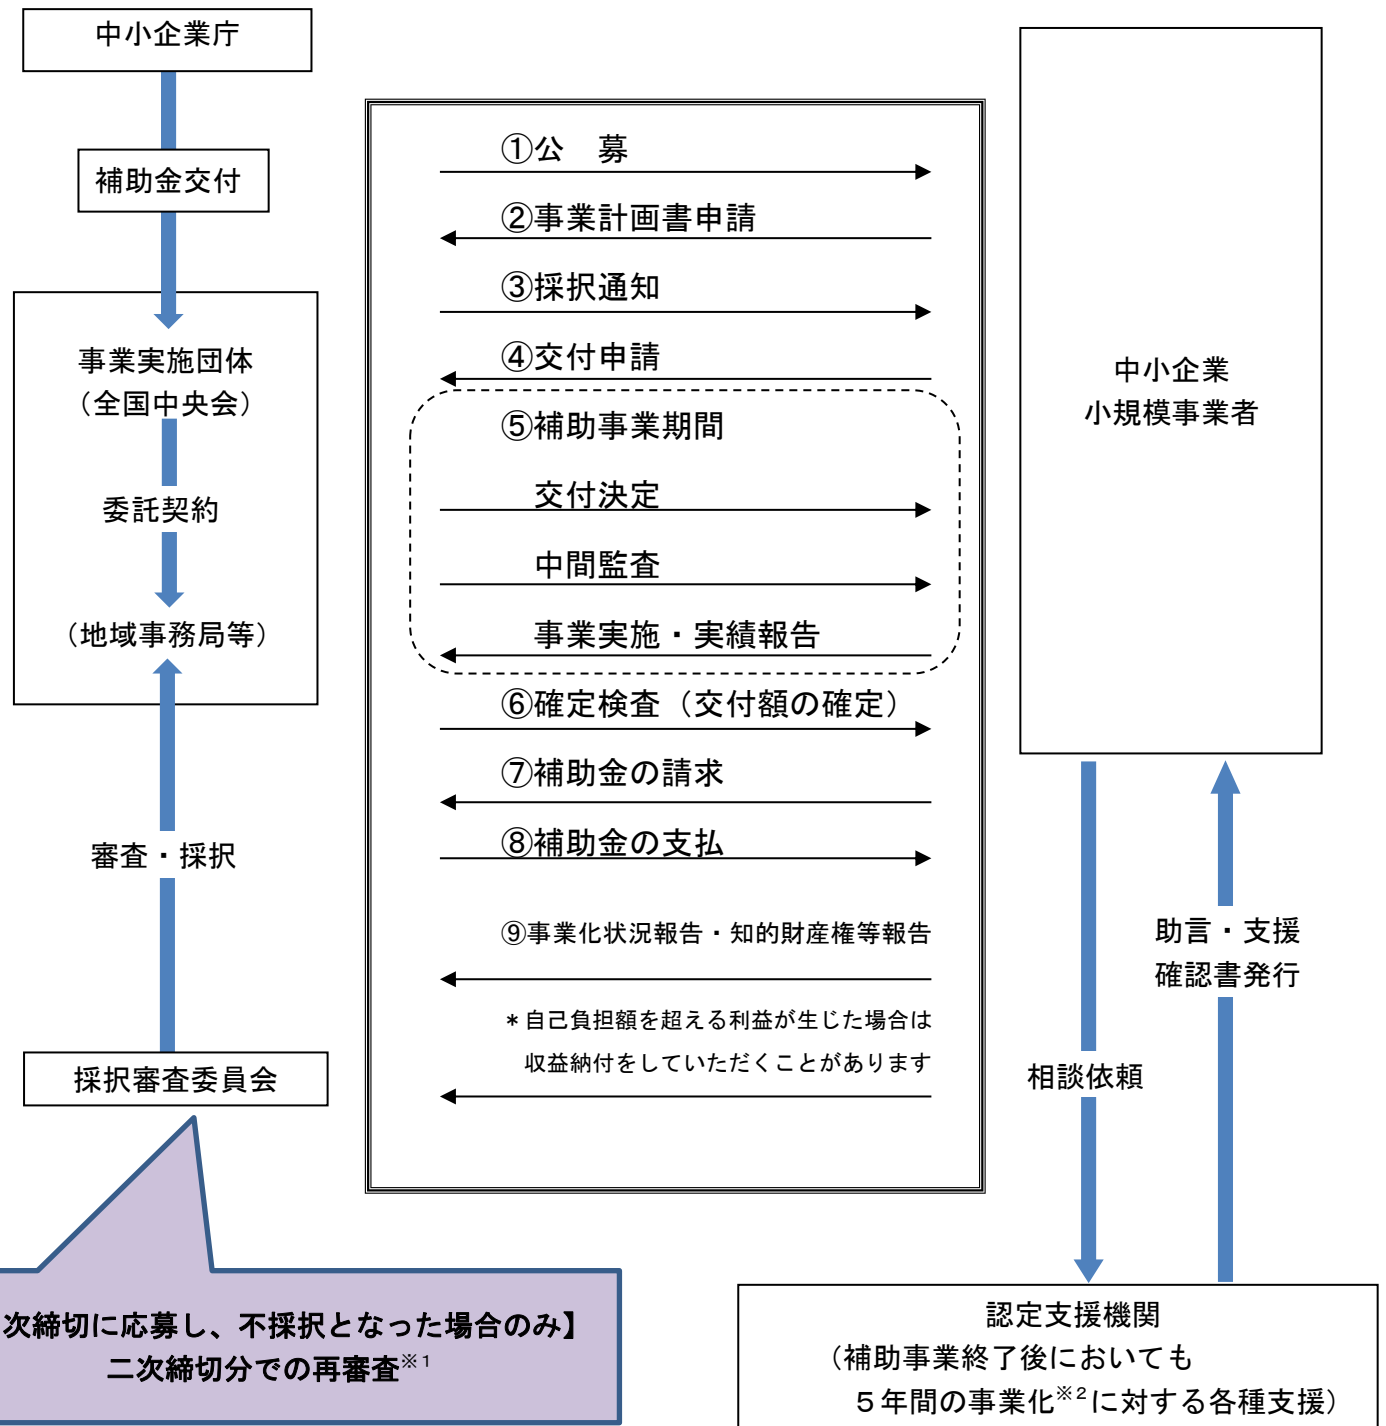 中小企業庁
補助金交付
事業実施団体
（全国中央会）
委託契約
（地域事務局等）
審査・採択
採択審査委員会
次締切に応募し、不採択となった場合のみ】
二次締切分での再審査※1
①公　募
②事業計画書申請
③採択通知
④交付申請
⑤補助事業期間
交付決定
中間監査
事業実施・実績報告
⑥確定検査（交付額の確定）
⑦補助金の請求
⑧補助金の支払
⑨事業化状況報告・知的財産権等報告
＊自己負担額を超える利益が生じた場合は
収益納付をしていただくことがあります
中小企業
小規模事業者
助言・支援
確認書発行
相談依頼
認定支援機関
（補助事業終了後においても
５年間の事業化※2に対する各種支援）